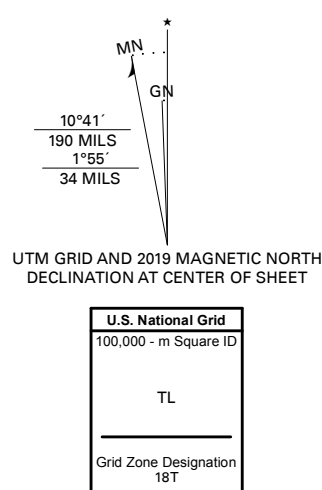 MN
GN
10°41´
190 MILS
1°55´
34 MILS
UTM GRID AND 2019 MAGNETIC NORTH
DECLINATION AT CENTER OF SHEET
U.S. National Grid
100,000 - m Square ID
TL
Grid Zone Designation
18T